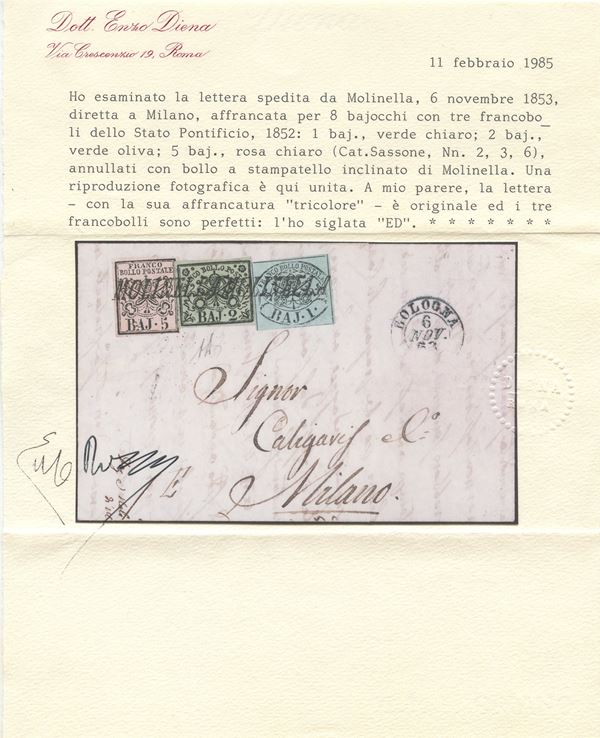 Dott. Enzo Diena
Via Crescenzio 19, Roma
11 febbraio 1985
Ho esaminato la lettera spedita da Molinella, 6 novembre 1853,
diretta a Milano, affrancata per 8 bajocchi con tre francobo_
li dello Stato Pontificio, 1852: 1 baj., verde chiaro; 2 baj.,
verde oliva; 5 baj., rosa chiaro (Cat.Sassone, Nn. 2, 3, 6),
annullati con bollo a stampatello inclinato di Molinella. Una
riproduzione fotografica è qui unita. A mio parere, la lettera
- con la sua affrancatura "tricolore" - è originale ed i tre
francobolli sono perfetti: l'ho siglata "ED". * * * * * * *
FRANCO
BOLLO POSTALE
BAJ. 5
FRANCO BOLLO POSTALE
BAJ. 2
FRANCO BOLLO POSTALE
BAJ. 1.
BOLOGNA
6
NOV.
Signor
Caligaris e C.o
Milano.